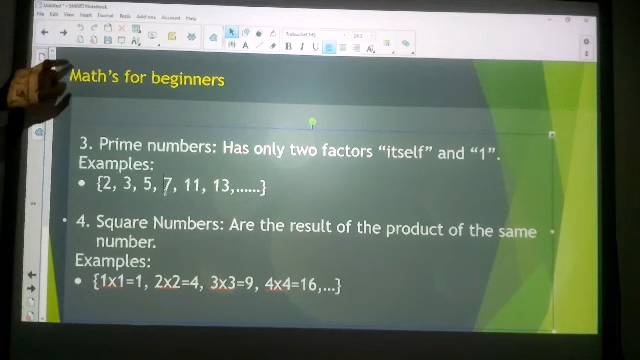 Math's for beginners
3. Prime numbers: Has only two factors “itself” and “1”.
Examples:
• {2, 3, 5, 7, 11, 13,......}
• 4. Square Numbers: Are the result of the product of the same
number.
Examples:
• {1x1=1, 2x2=4, 3x3=9, 4x4=16,...}